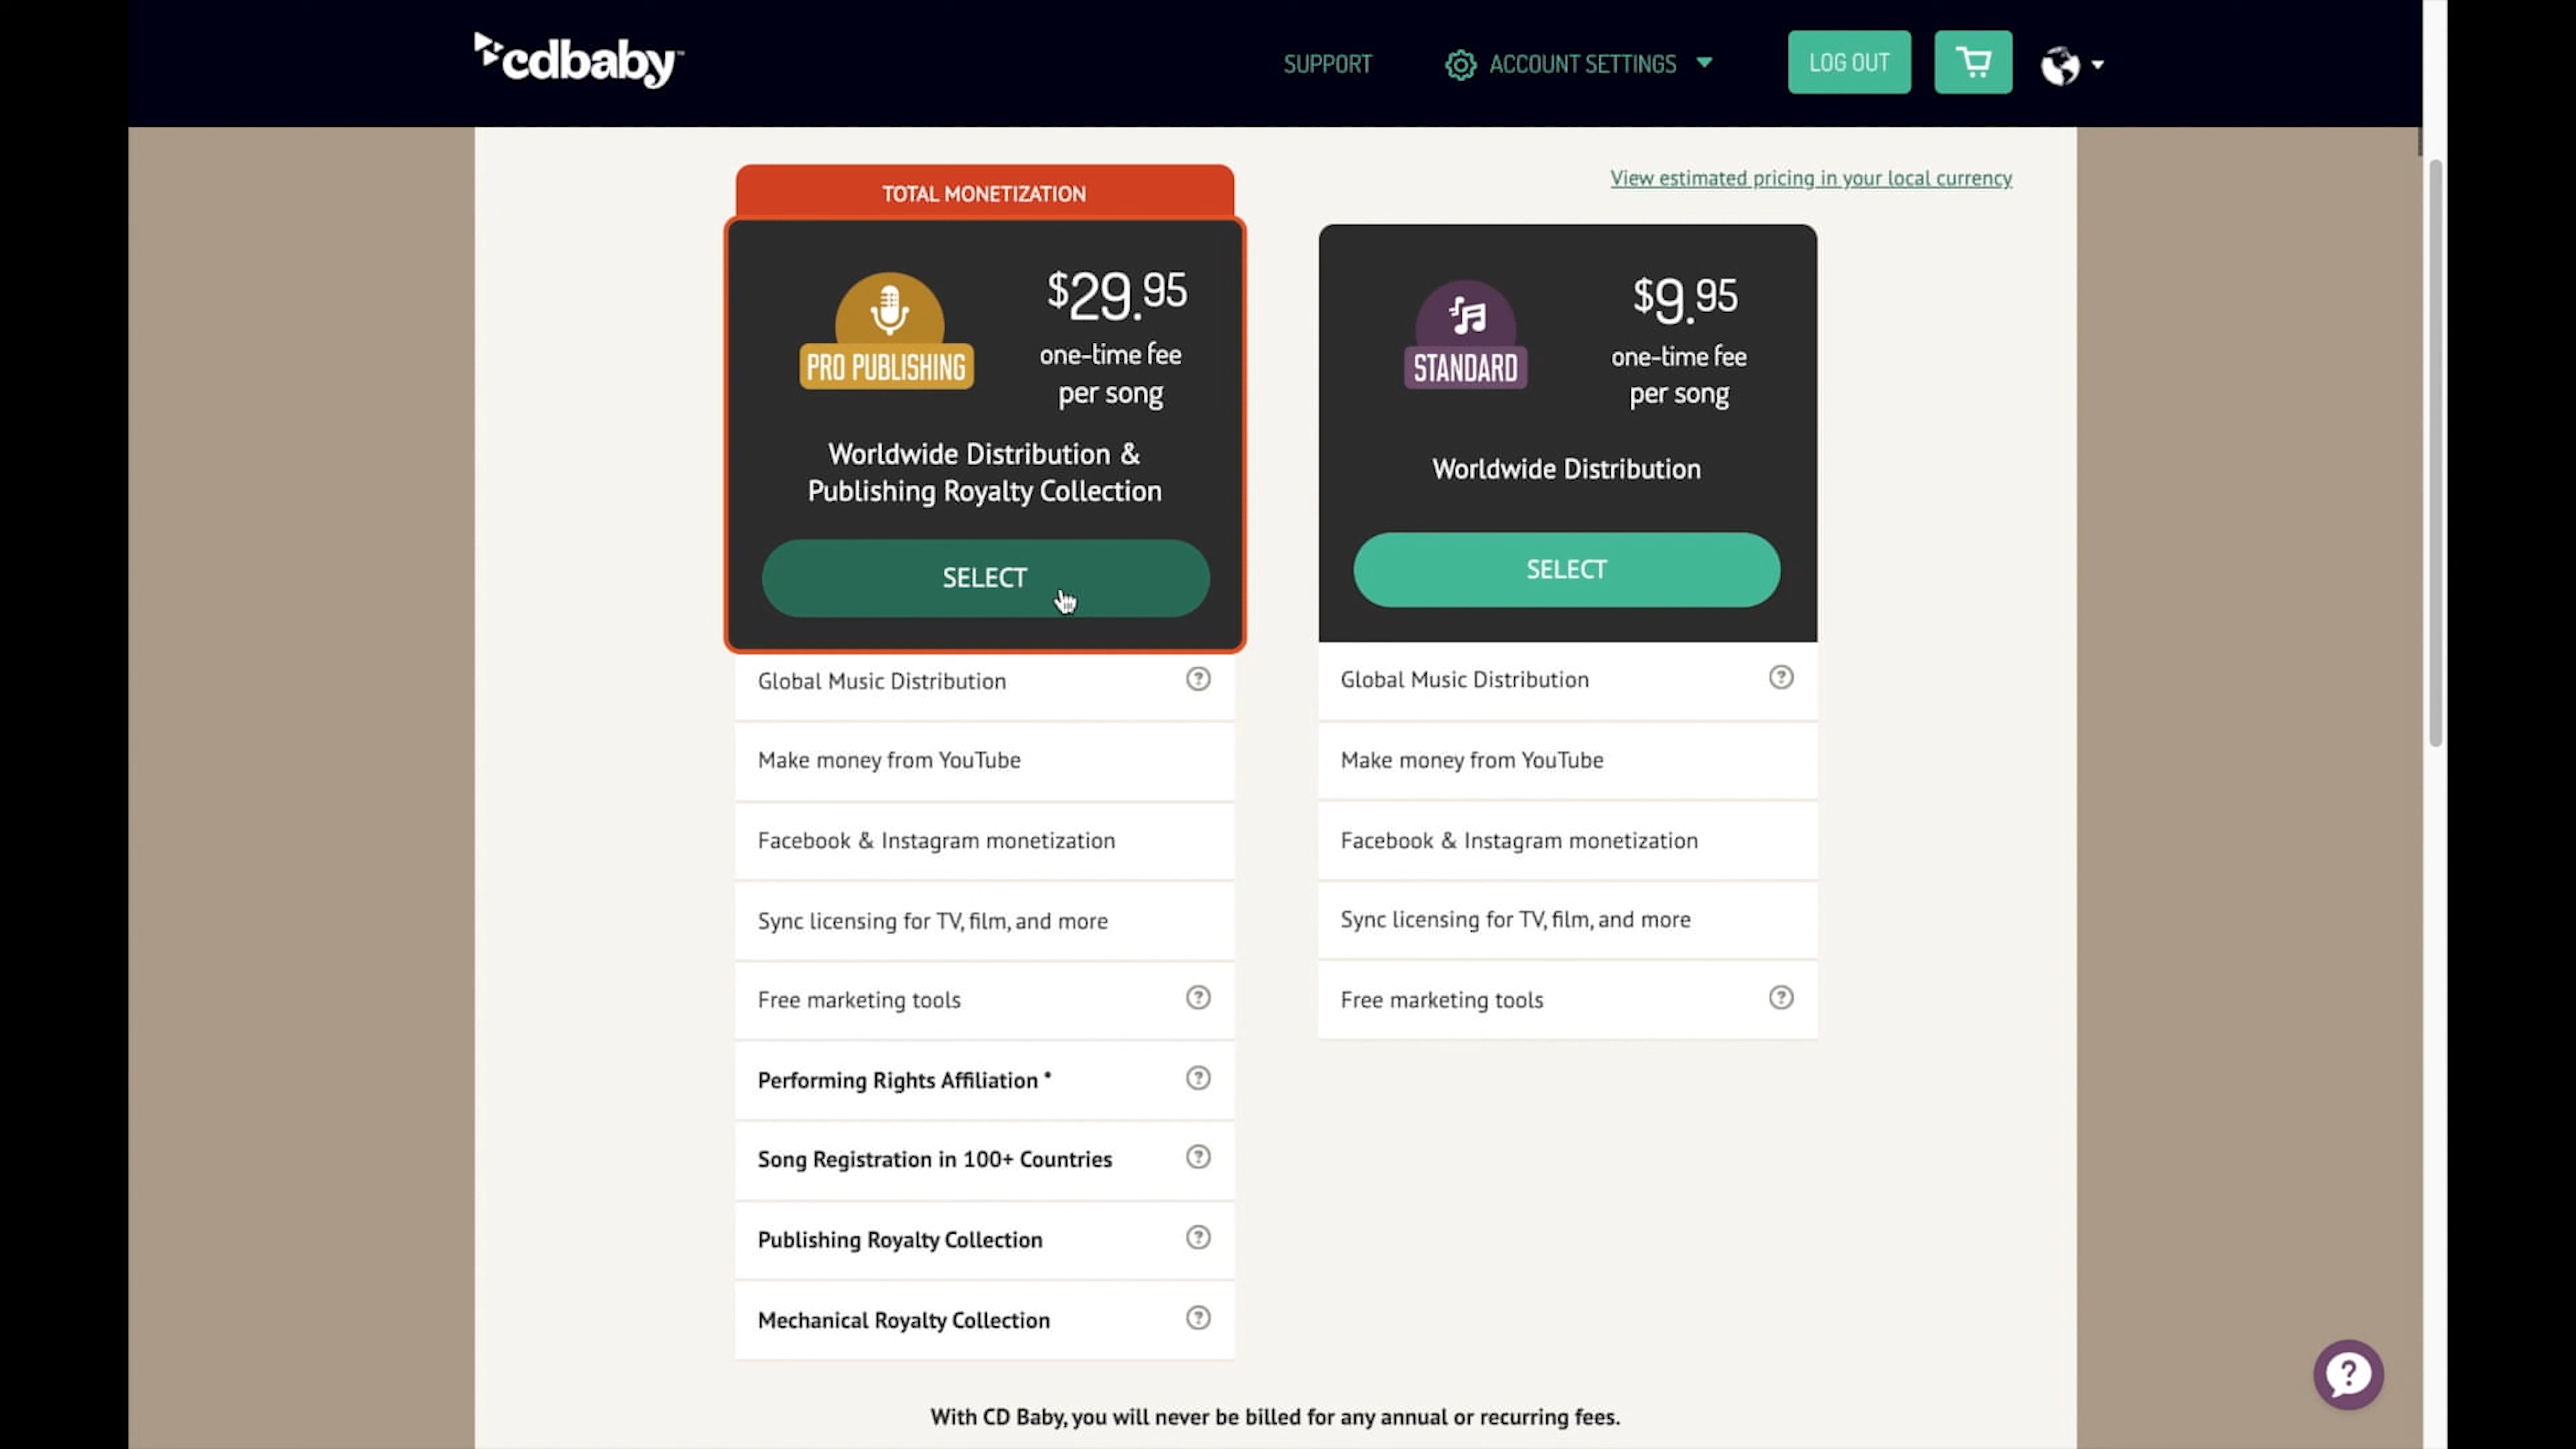 cdbaby™
SUPPORT
ACCOUNT SETTINGS
LOG OUT
TOTAL MONETIZATION
View estimated pricing in your local currency
PRO PUBLISHING
$29.95
one-time fee
per song
Worldwide Distribution &
Publishing Royalty Collection
SELECT
Global Music Distribution
Make money from YouTube
Facebook & Instagram monetization
Sync licensing for TV, film, and more
Free marketing tools
Performing Rights Affiliation *
Song Registration in 100+ Countries
Publishing Royalty Collection
Mechanical Royalty Collection
STANDARD
$9.95
one-time fee
per song
Worldwide Distribution
SELECT
Global Music Distribution
Make money from YouTube
Facebook & Instagram monetization
Sync licensing for TV, film, and more
Free marketing tools
With CD Baby, you will never be billed for any annual or recurring fees.